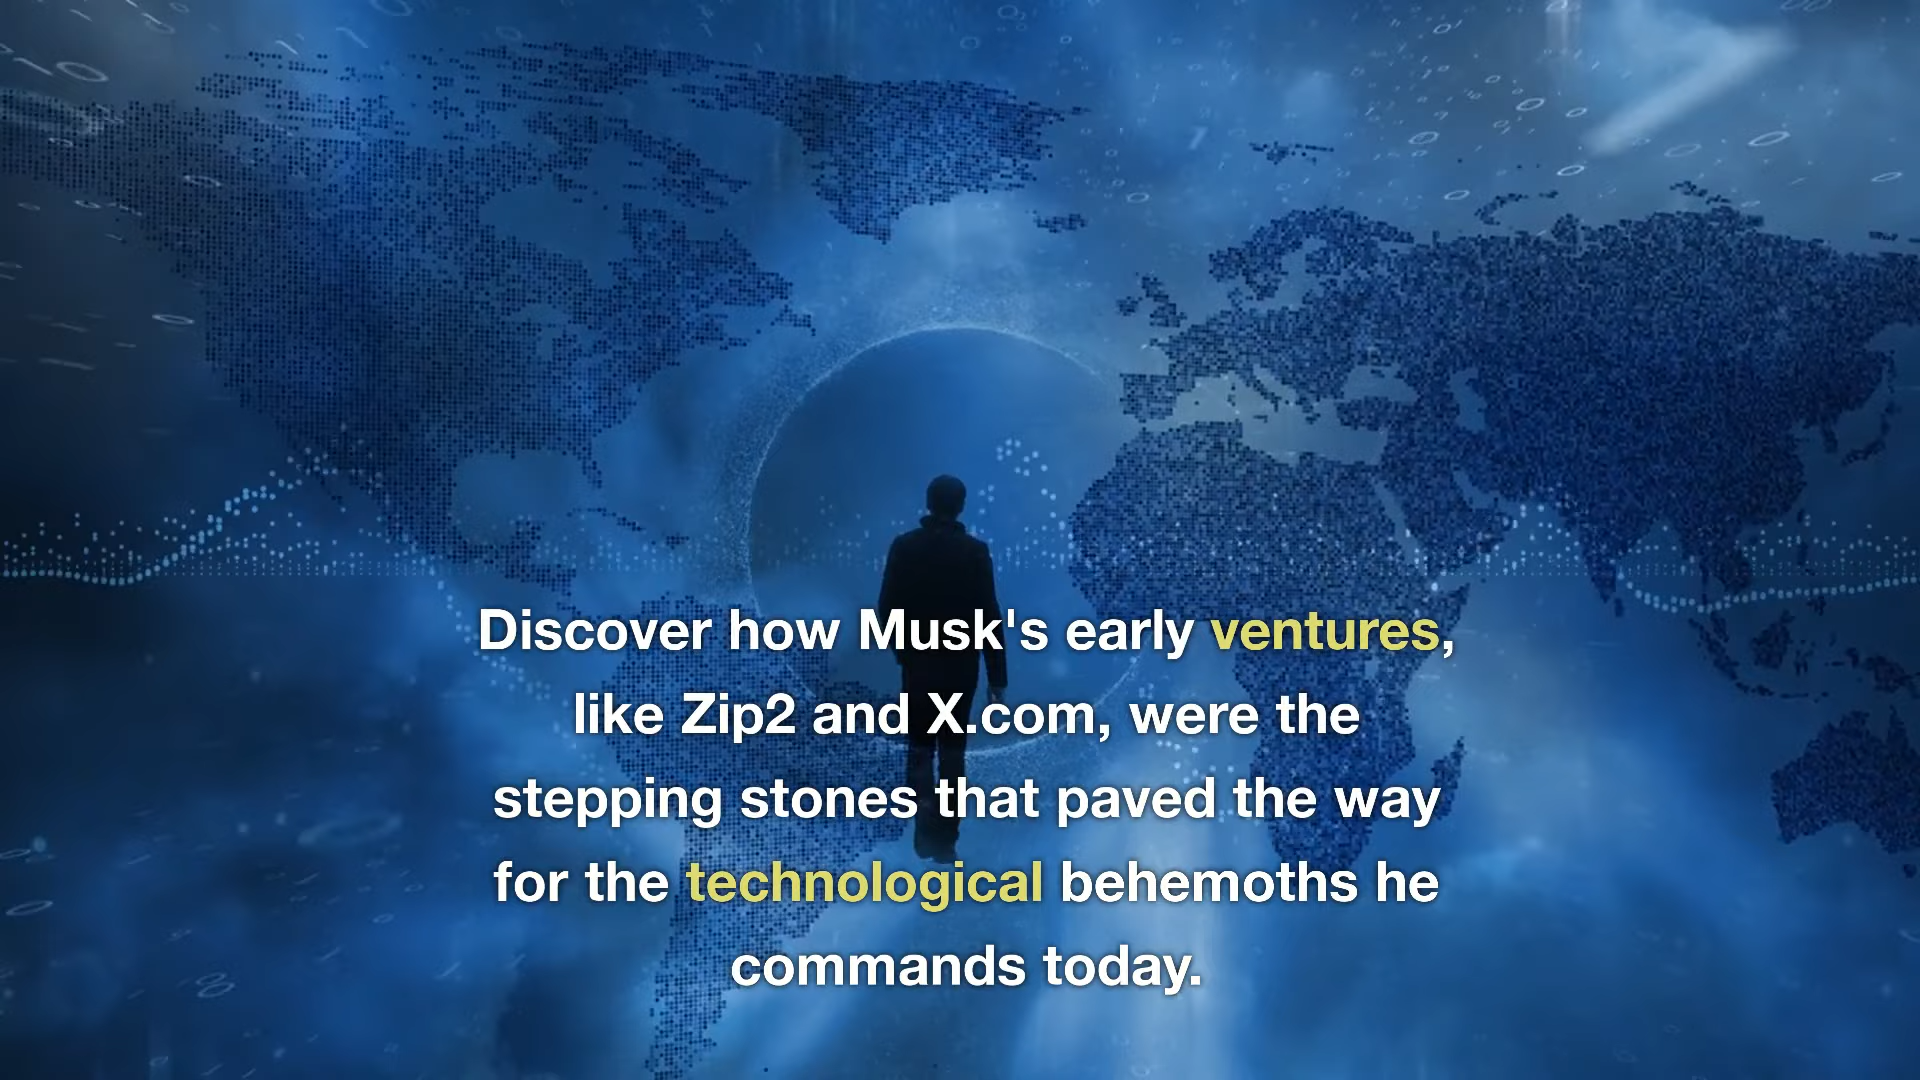 Discover how Musk's early ventures,
like Zip2 and X.com, were the
stepping stones that paved the way
for the technological behemoths he
commands today.